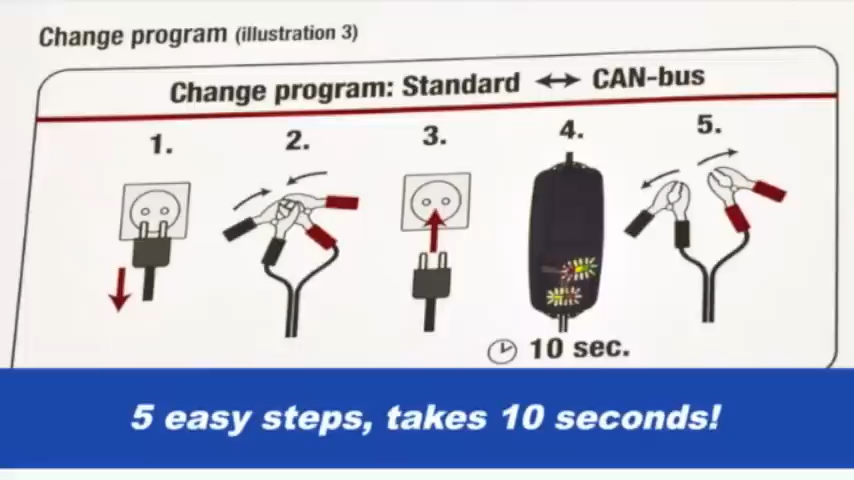 Change program (illustration 3)
Change program: Standard ↔ CAN-bus
1. 2. 3. 4. 5.
10 sec.
5 easy steps, takes 10 seconds!